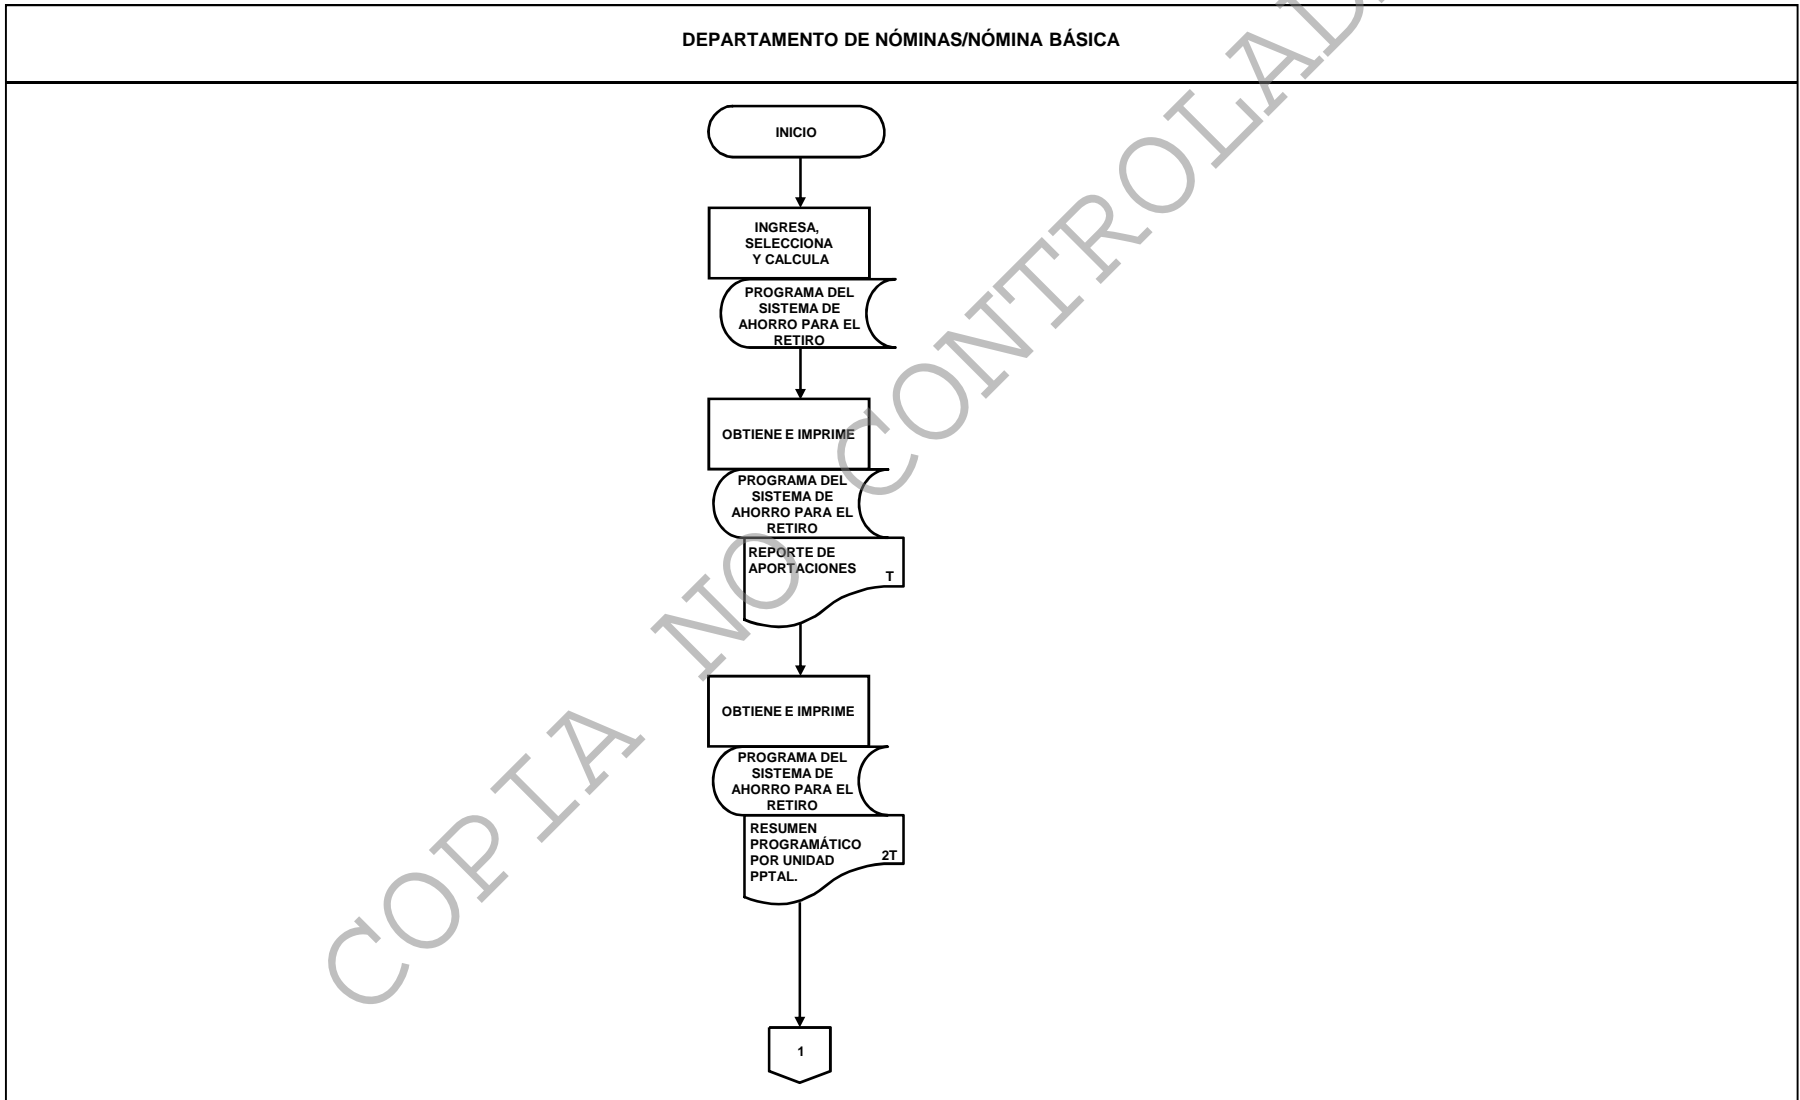 DEPARTAMENTO DE NÓMINAS/NÓMINA BÁSICA
INICIO
INGRESA,
SELECCIONA
Y CALCULA
PROGRAMA DEL
SISTEMA DE
AHORRO PARA EL
RETIRO
OBTIENE E IMPRIME
PROGRAMA DEL
SISTEMA DE
AHORRO PARA EL
RETIRO
REPORTE DE
APORTACIONES
T
OBTIENE E IMPRIME
PROGRAMA DEL
SISTEMA DE
AHORRO PARA EL
RETIRO
RESUMEN
PROGRAMÁTICO
POR UNIDAD
2T
PPTAL.
1
COPIA NO CONTROLAD